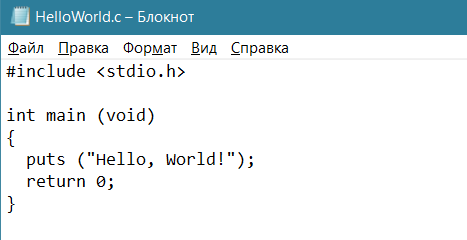 HelloWorld.c – Блокнот
Файл Правка Формат Вид Справка
#include <stdio.h>

int main (void)
{
  puts ("Hello, World!");
  return 0;
}